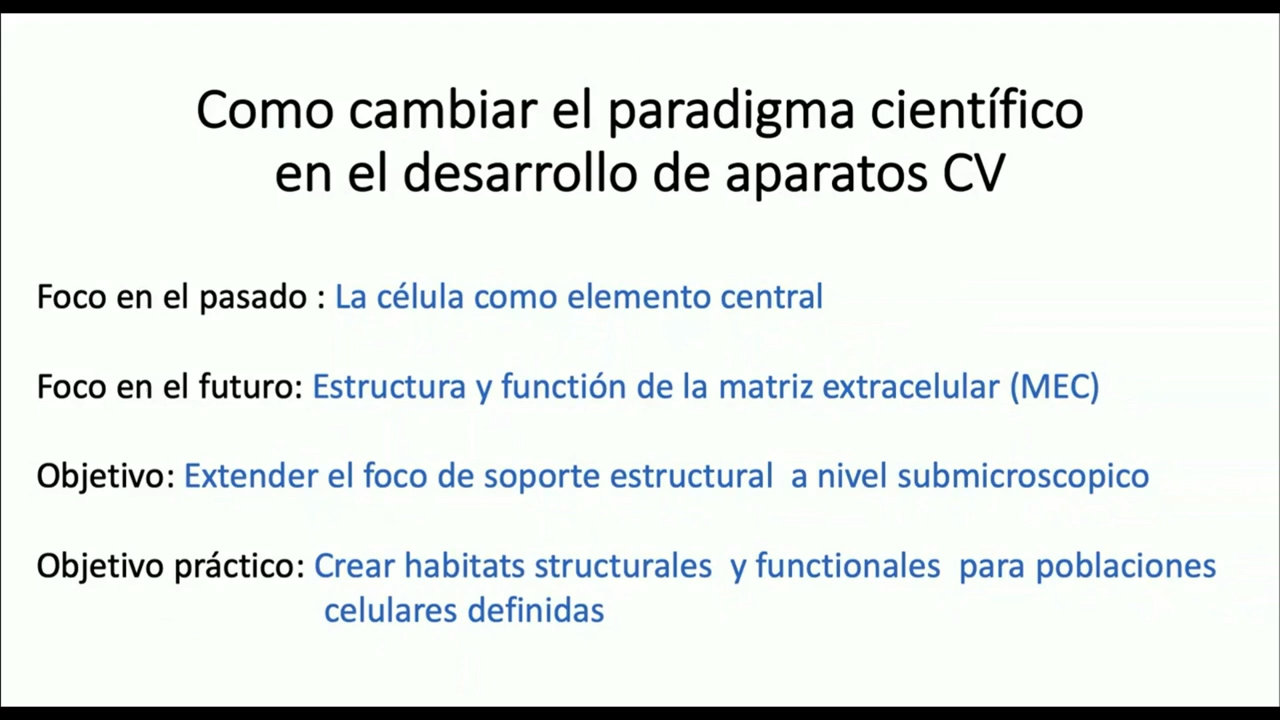 Como cambiar el paradigma científico
en el desarrollo de aparatos CV
Foco en el pasado : La célula como elemento central
Foco en el futuro: Estructura y functión de la matriz extracelular (MEC)
Objetivo: Extender el foco de soporte estructural a nivel submicroscopico
Objetivo práctico: Crear habitats structurales y functionales para poblaciones
celulares definidas